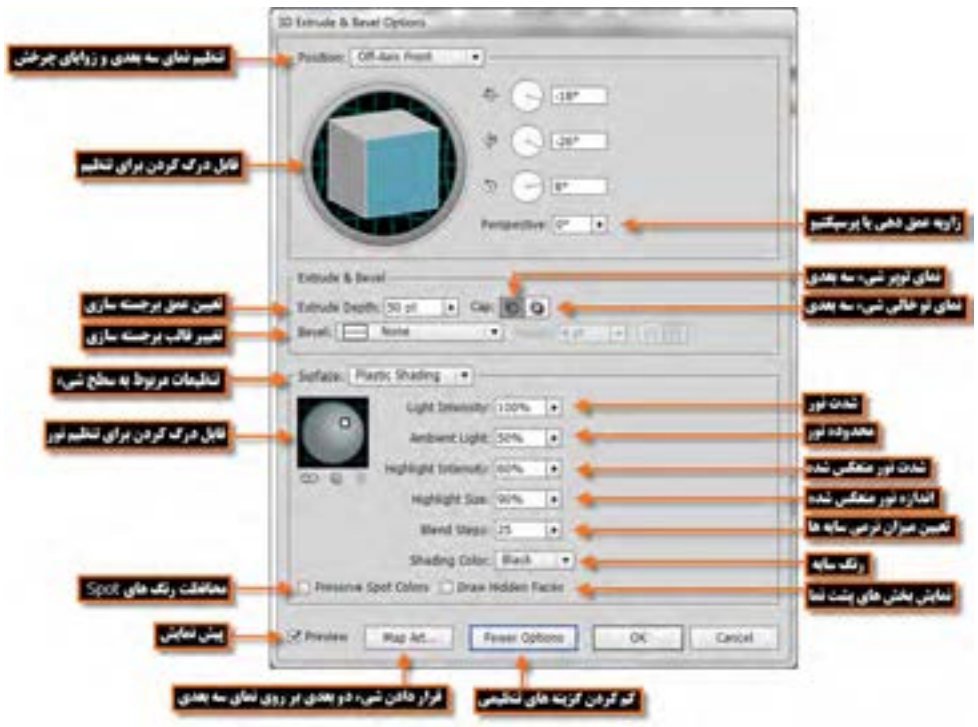 3D Extrude & Bevel Options
تنظیم نمای سه بعدی و زوایای چرخش
Position: Off-Axis Front
-18°
قابل درگ کردن برای تنظیم
-26°
8°
Perspective: 0°
زاویه عمق دهی یا پرسپکتیو
Extrude & Bevel
نمای توپر شیء سه بعدی
تعیین عمق برجسته سازی
Extrude Depth: 50 pt
Cap:
نمای تو خالی شیء سه بعدی
تغییر قالب برجسته سازی
Bevel: None
4 pt
تنظیمات مربوط به سطح شیء
Surface: Plastic Shading
Light Intensity: 100%
شدت نور
قابل درگ کردن برای تنظیم نور
Ambient Light: 50%
محدوده نور
Highlight Intensity: 60%
شدت نور منعکس شده
Highlight Size: 90%
اندازه نور منعکس شده
Blend Steps: 25
تعیین میزان نرمی سایه ها
Shading Color: Black
رنگ سایه
محافظت رنگ های Spot
Preserve Spot Colors
Draw Hidden Faces
نمایش بخش های پشت نما
پیش نمایش
Preview
Map Art...
Fewer Options
OK
Cancel
قرار دادن شیء دو بعدی بر روی نمای سه بعدی
کم کردن گزینه های تنظیمی